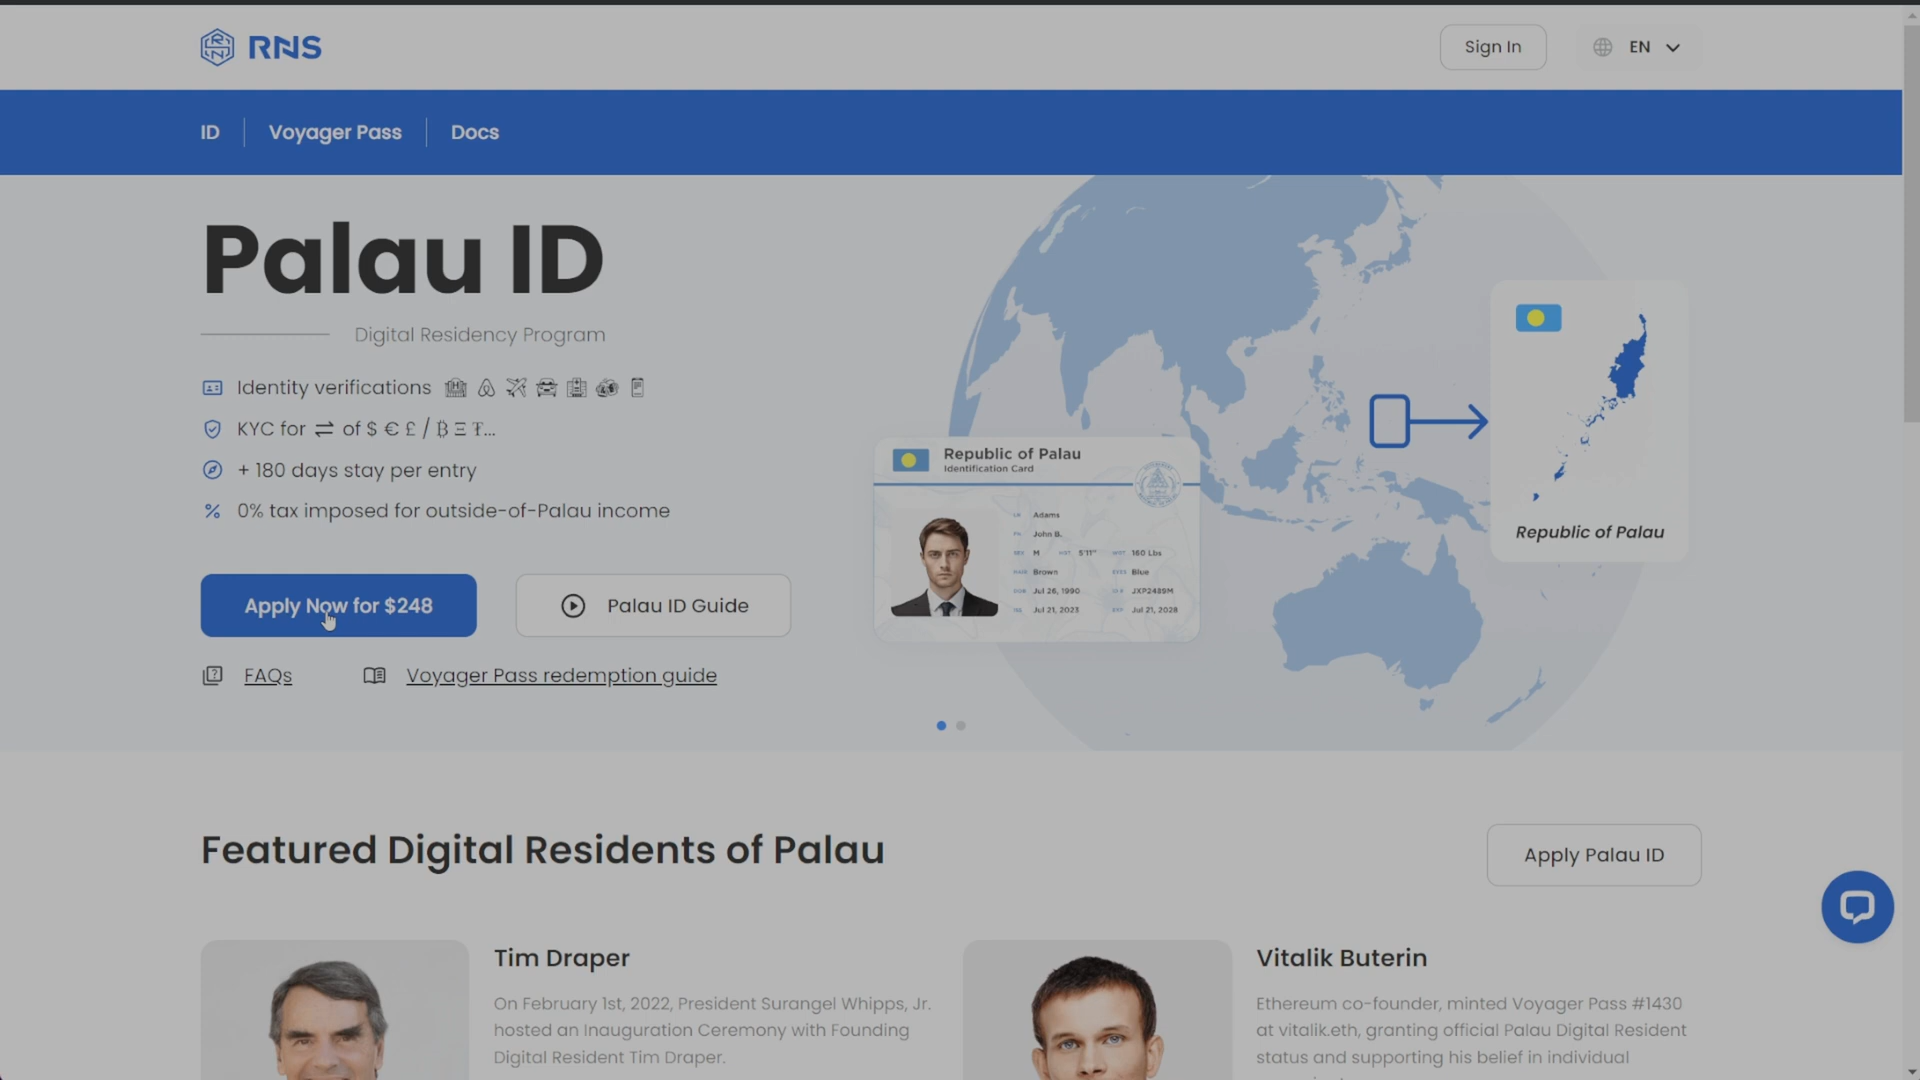 RNS
Sign In
EN
ID
Voyager Pass
Docs
Palau ID
Digital Residency Program
Identity verifications
KYC for ⇌ of $ € £ / ₿ Ξ ₮...
+ 180 days stay per entry
0% tax imposed for outside-of-Palau income
Apply Now for $248
Palau ID Guide
FAQs
Voyager Pass redemption guide
Republic of Palau
Identification Card
Adams
John B.
M 5'11" 160 Lbs
Brown Blue
Jul 26, 1990 JXP2489M
Jul 21, 2023 Jul 21, 2028
Republic of Palau
Featured Digital Residents of Palau
Apply Palau ID
Tim Draper
On February 1st, 2022, President Surangel Whipps, Jr.
hosted an Inauguration Ceremony with Founding
Digital Resident Tim Draper.
Vitalik Buterin
Ethereum co-founder, minted Voyager Pass #1430
at vitalik.eth, granting official Palau Digital Resident
status and supporting his belief in individual